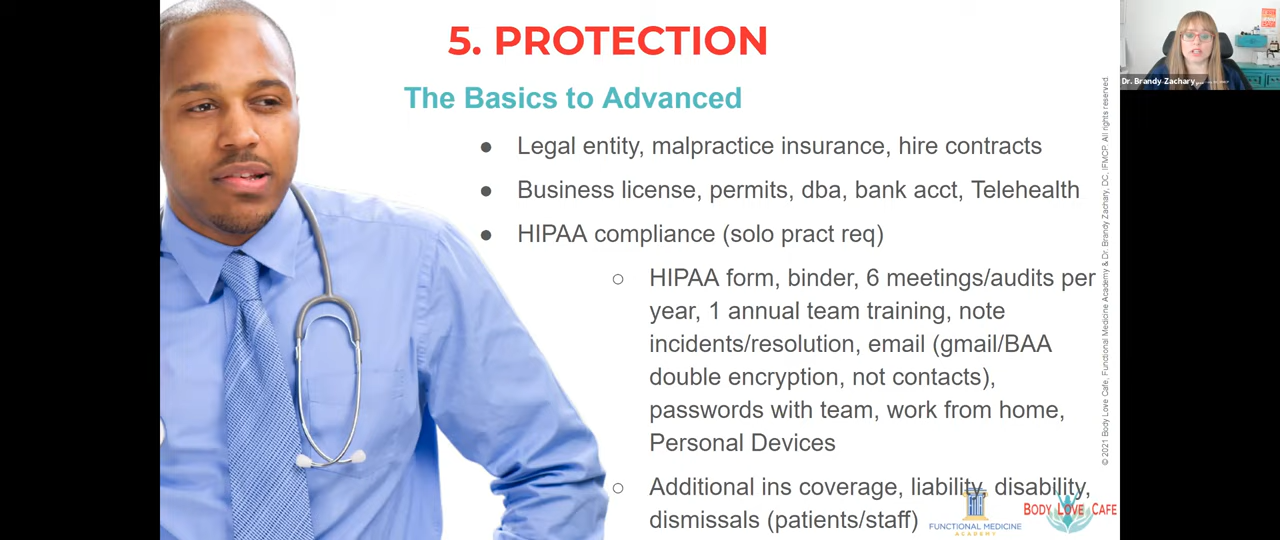 5. PROTECTION
The Basics to Advanced
● Legal entity, malpractice insurance, hire contracts
● Business license, permits, dba, bank acct, Telehealth
● HIPAA compliance (solo pract req)
○ HIPAA form, binder, 6 meetings/audits per
year, 1 annual team training, note
incidents/resolution, email (gmail/BAA
double encryption, not contacts),
passwords with team, work from home,
Personal Devices
○ Additional ins coverage, liability, disability,
dismissals (patients/staff)
FUNCTIONAL MEDICINE
ACADEMY
BODY LOVE CAFE
© 2021 Body Love Cafe, Functional Medicine Academy & Dr. Brandy Zachary, DC, IFMCP. All rights reserved.
Dr. Brandy Zachary